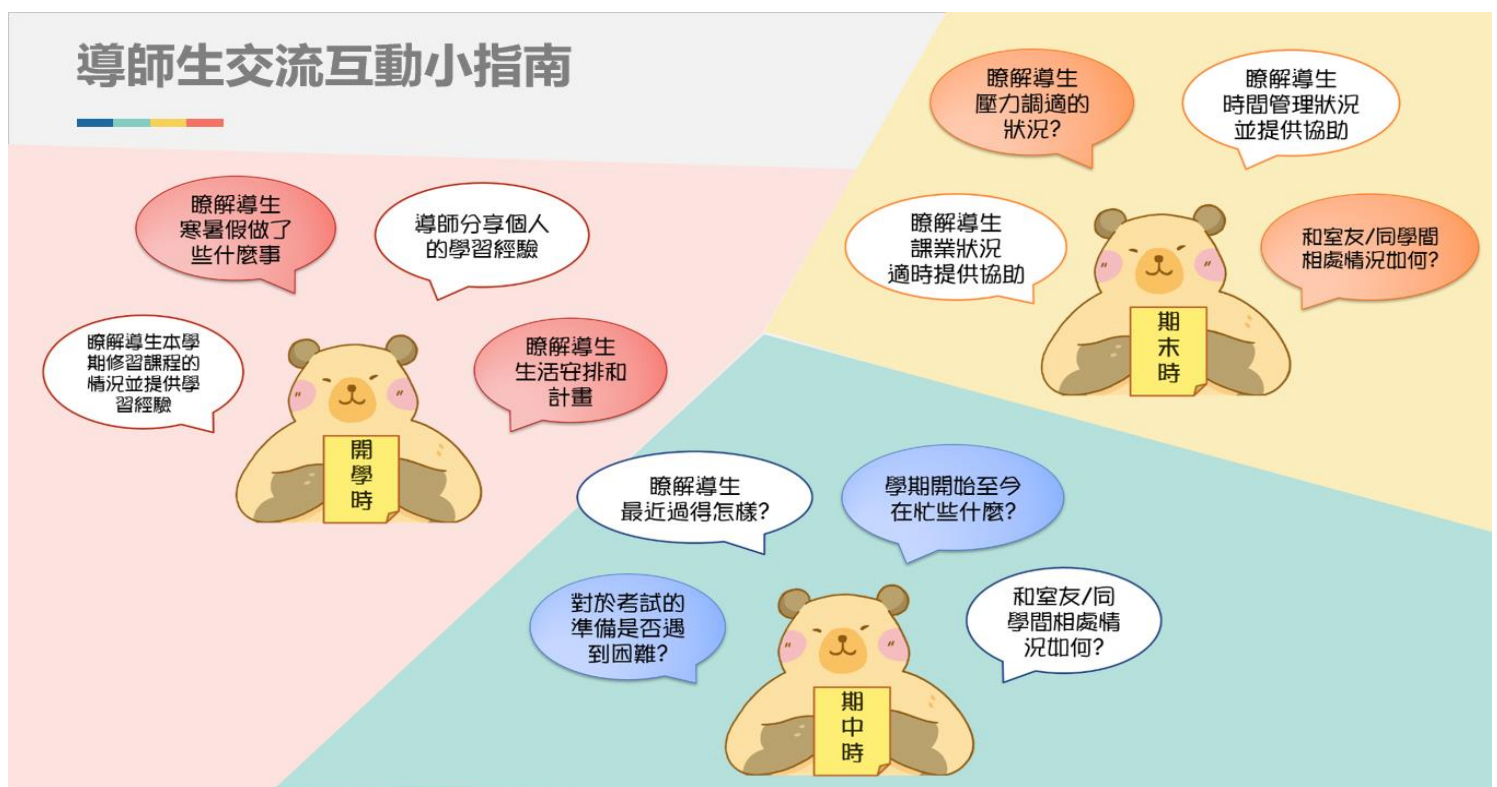 導師生交流互動小指南
瞭解導生
寒暑假做了
些什麼事
導師分享個人
的學習經驗
瞭解導生本學
期修習課程的
情況並提供學
習經驗
瞭解導生
生活安排和
計畫
開
學
時
瞭解導生
最近過得怎樣?
學期開始至今
在忙些什麼?
對於考試的
準備是否遇
到困難?
和室友/同
學間相處情
況如何?
期
中
時
瞭解導生
壓力調適的
狀況?
瞭解導生
時間管理狀況
並提供協助
瞭解導生
課業狀況
適時提供協助
和室友/同學間
相處情況如何?
期
末
時